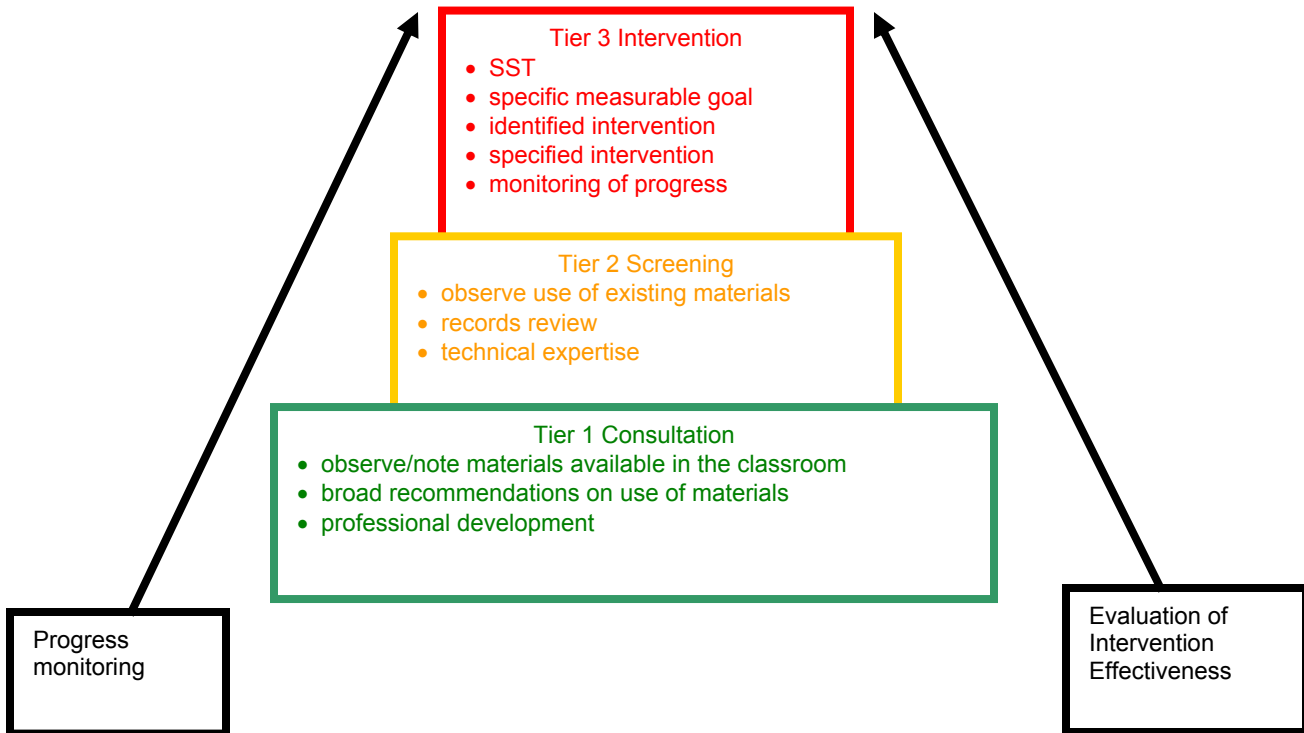 Tier 3 Intervention
• SST
• specific measurable goal
• identified intervention
• specified intervention
• monitoring of progress
Tier 2 Screening
• observe use of existing materials
• records review
• technical expertise
Tier 1 Consultation
• observe/note materials available in the classroom
• broad recommendations on use of materials
• professional development
Progress
monitoring
Evaluation of
Intervention
Effectiveness